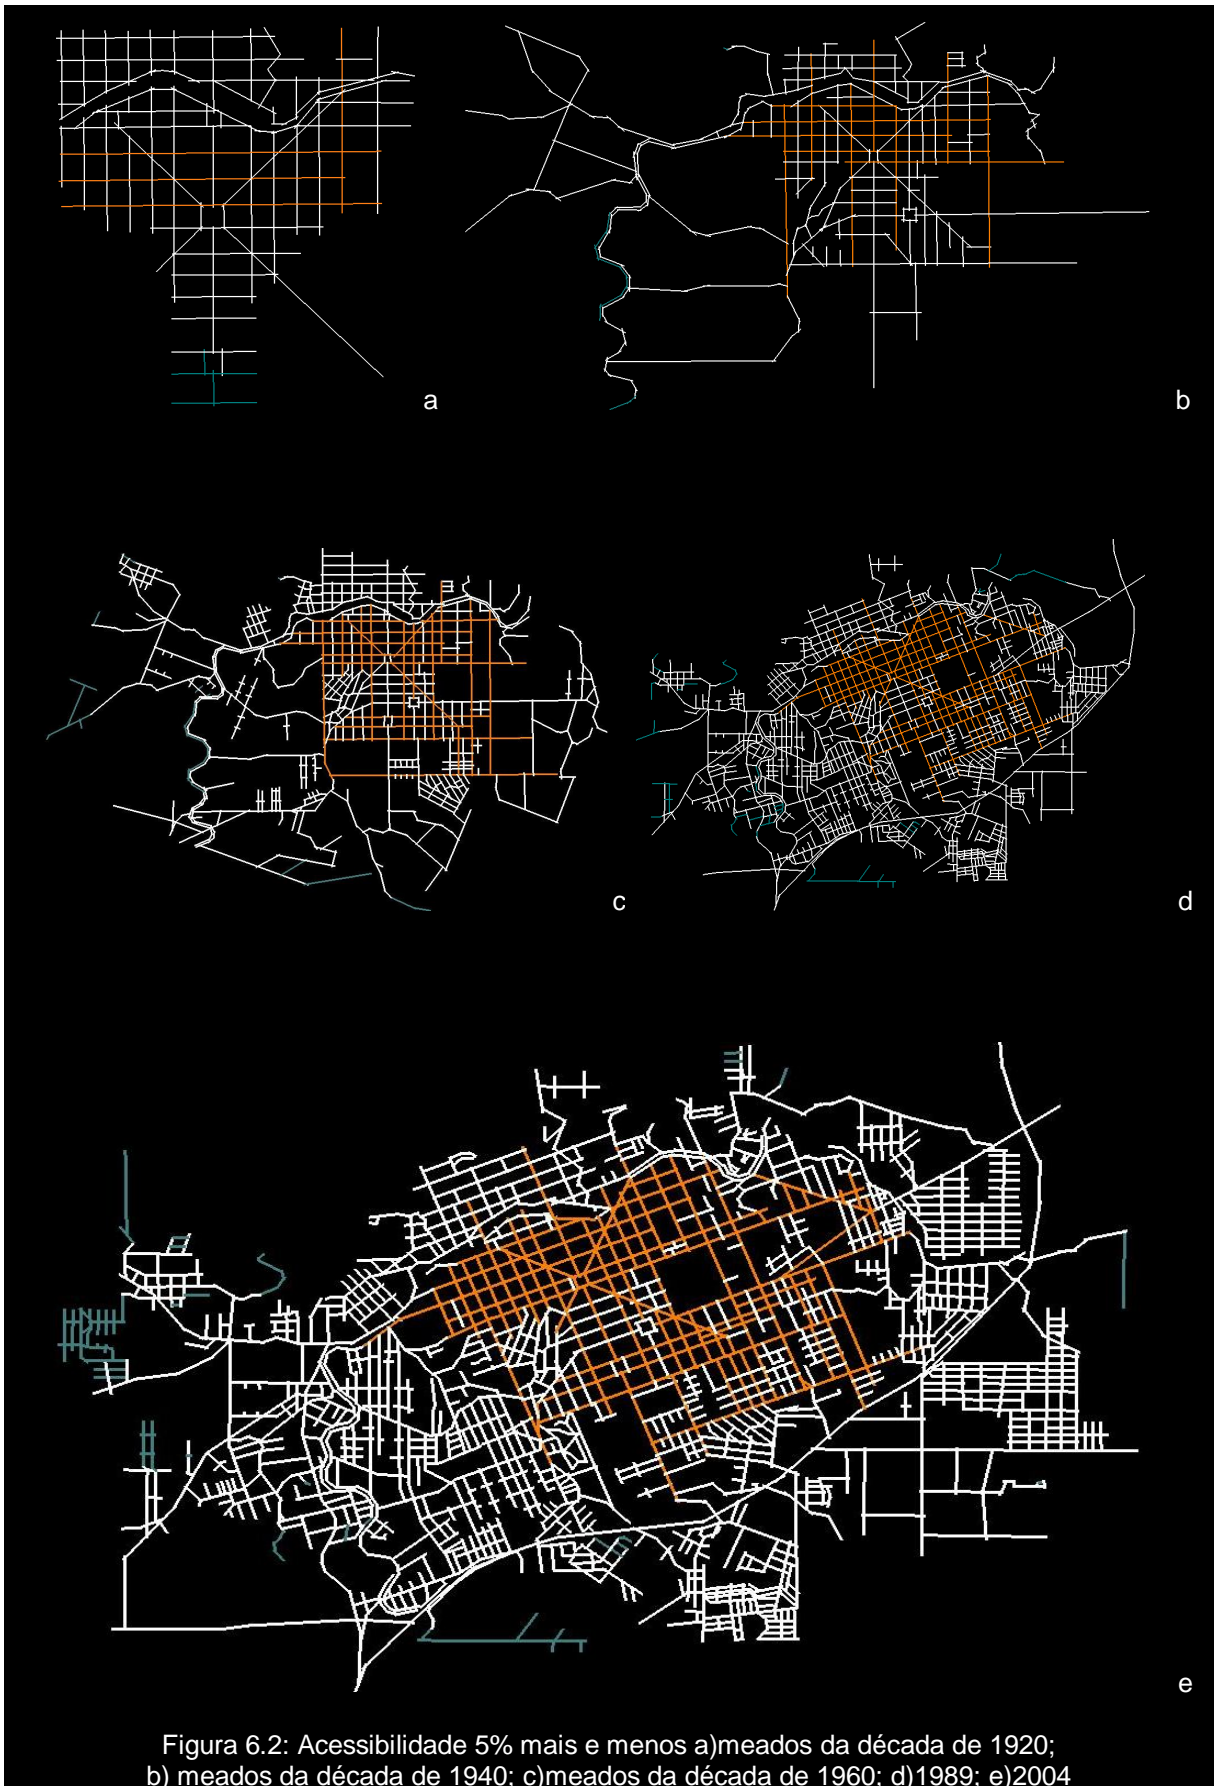 a
b
c
d
e
Figura 6.2: Acessibilidade 5% mais e menos a)meados da década de 1920;
b) meados da década de 1940; c)meados da década de 1960; d)1989; e)2004